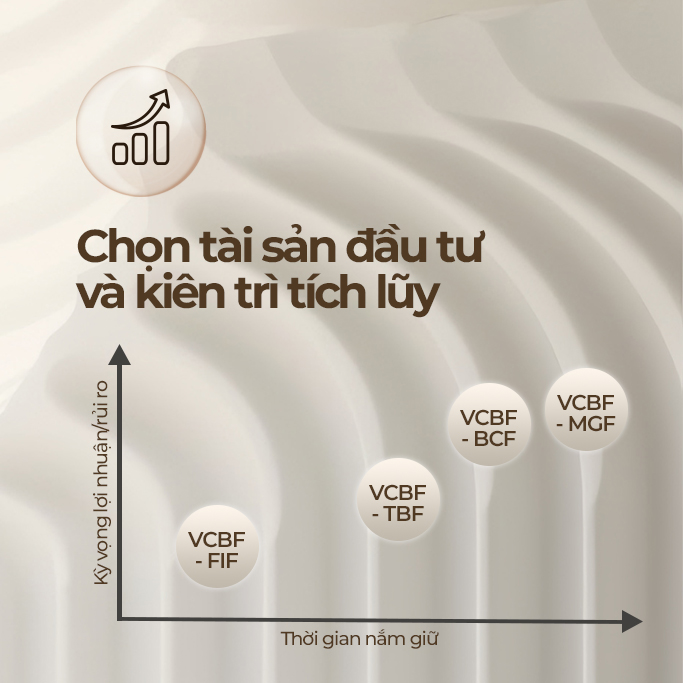 Chọn tài sản đầu tư
và kiên trì tích lũy
Kỳ vọng lợi nhuận/rủi ro
VCBF
- FIF
VCBF
- TBF
VCBF
- BCF
VCBF
- MGF
Thời gian nắm giữ